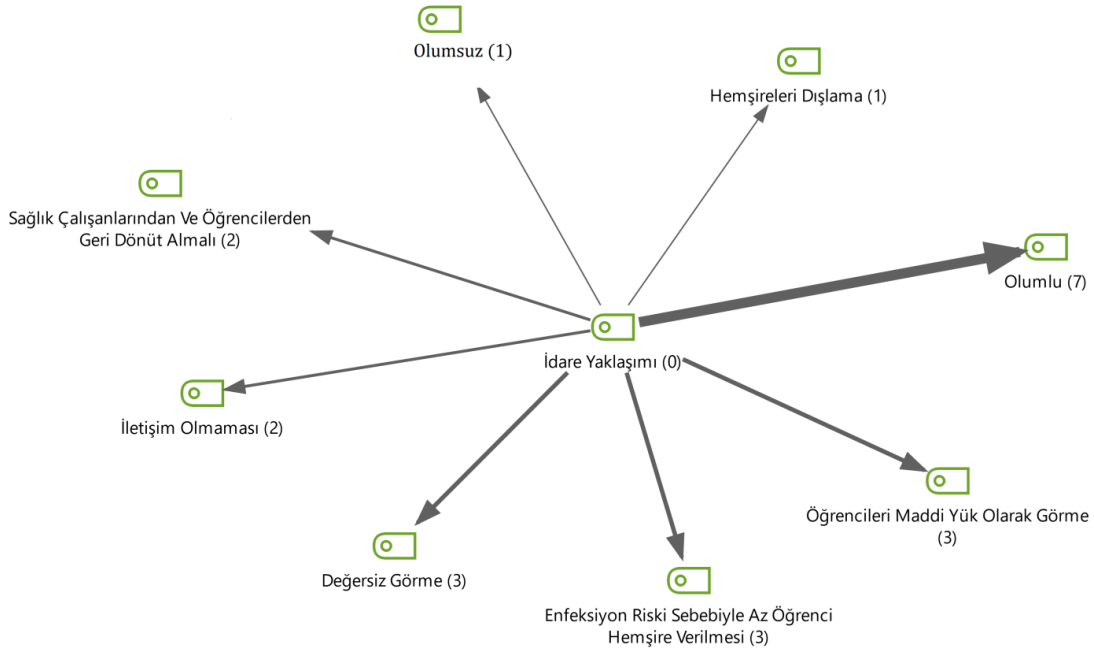 Olumsuz (1)
Hemşireleri Dışlama (1)
Sağlık Çalışanlarından Ve Öğrencilerden
Geri Dönüt Almalı (2)
Olumlu (7)
İdare Yaklaşımı (0)
İletişim Olmaması (2)
Öğrencileri Maddi Yük Olarak Görme
(3)
Değersiz Görme (3)
Enfeksiyon Riski Sebebiyle Az Öğrenci
Hemşire Verilmesi (3)